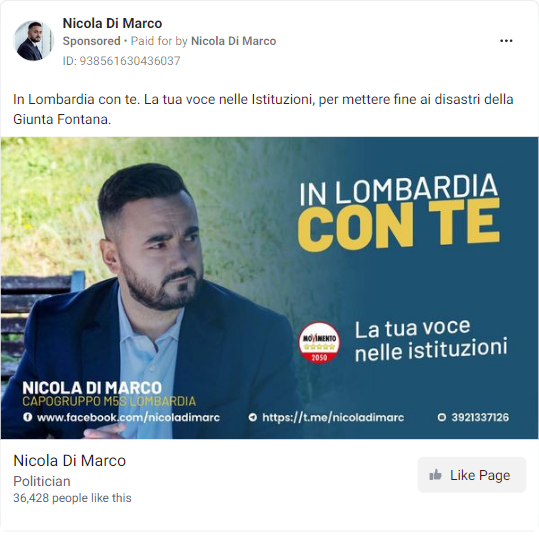 Nicola Di Marco
Sponsored • Paid for by Nicola Di Marco
ID: 938561630436037
In Lombardia con te. La tua voce nelle Istituzioni, per mettere fine ai disastri della
Giunta Fontana.
IN LOMBARDIA
CON TE
MOVIMENTO
2050
La tua voce
nelle istituzioni
NICOLA DI MARCO
CAPOGRUPPO M5S LOMBARDIA
www.facebook.com/nicoladimarc
https://t.me/nicoladimarc
3921337126
Nicola Di Marco
Politician
36,428 people like this
Like Page